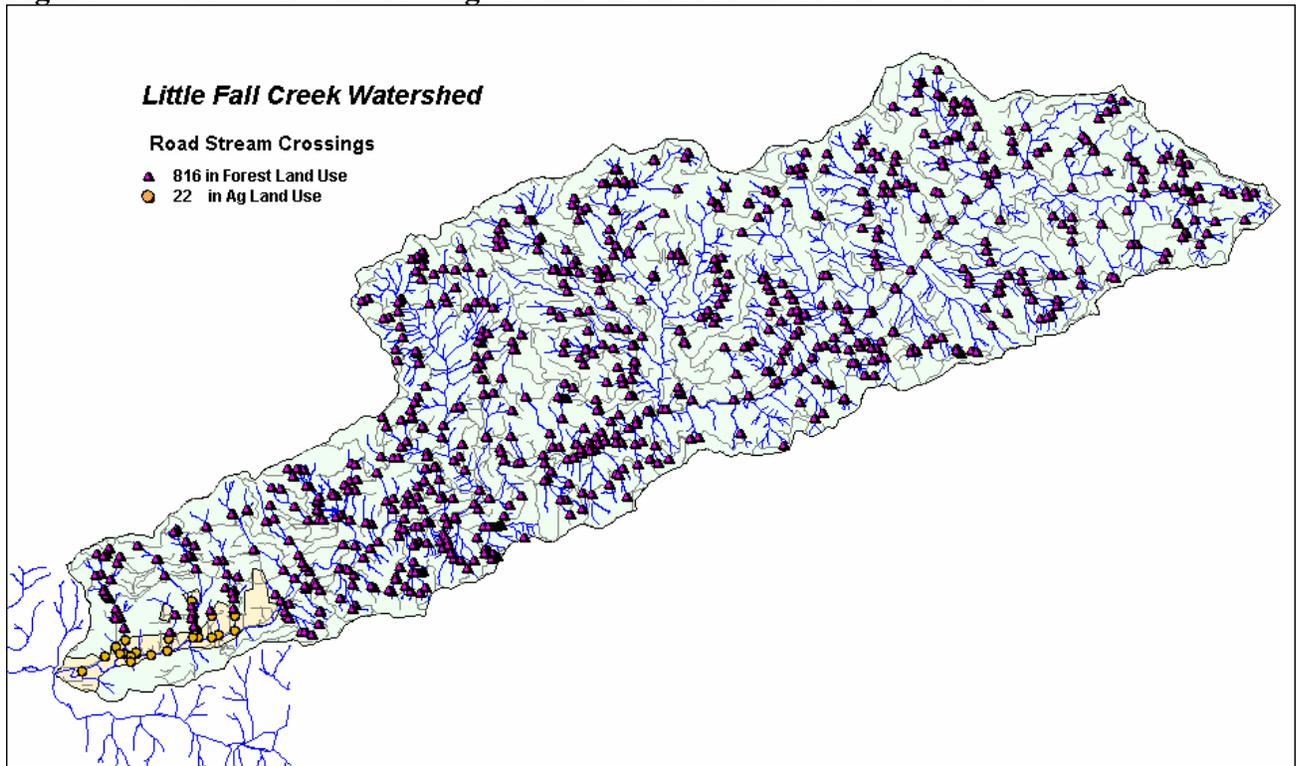 Little Fall Creek Watershed
Road Stream Crossings
816 in Forest Land Use
22 in Ag Land Use